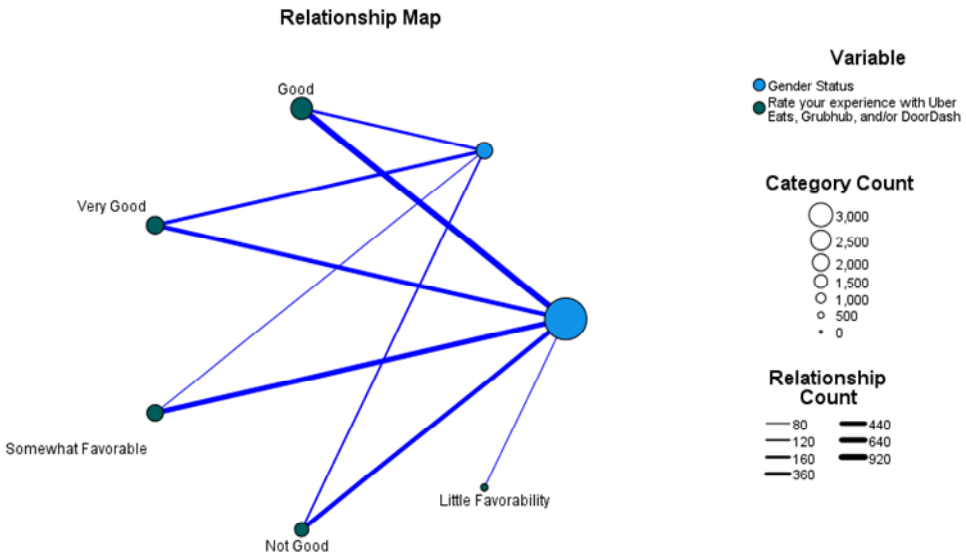 Relationship Map
Good
Very Good
Somewhat Favorable
Not Good
Little Favorability
Variable
Gender Status
Rate your experience with Uber
Eats, Grubhub, and/or DoorDash
Category Count
3,000
2,500
2,000
1,500
1,000
500
0
Relationship
Count
80 440
120 640
160 920
360